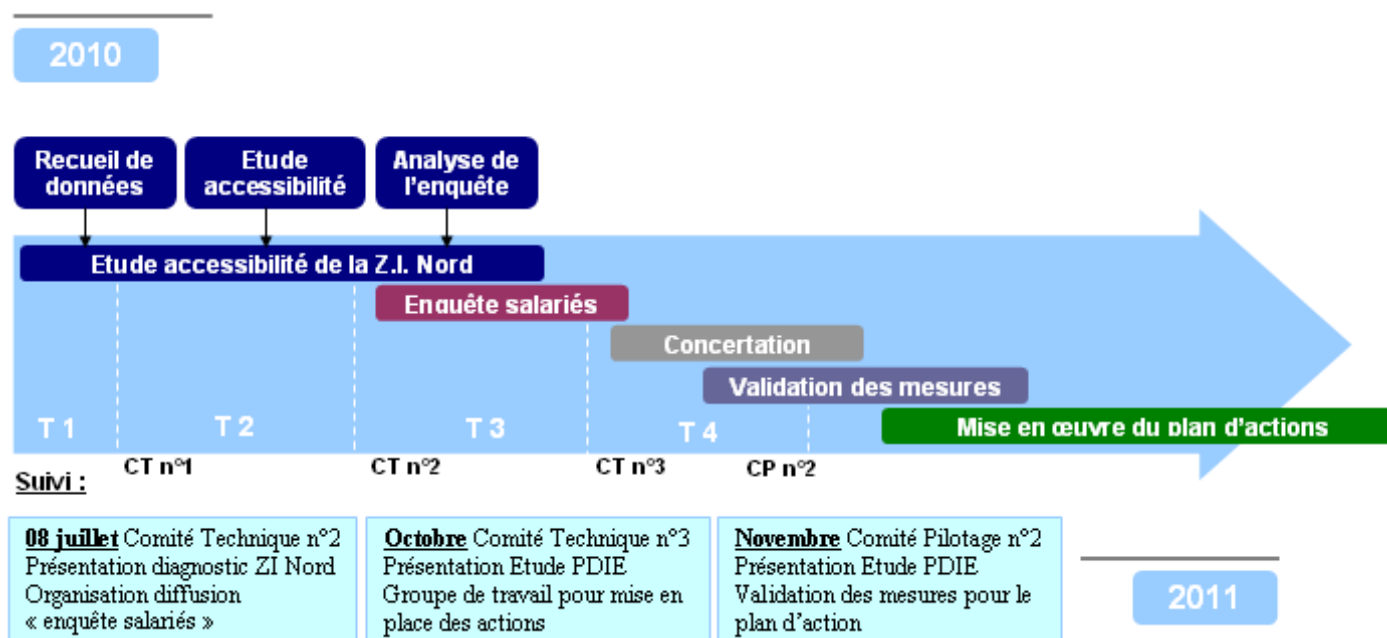 2010
Recueil de
données
Etude
accessibilité
Analyse de
l'enquête
Etude accessibilité de la Z.I. Nord
Enquête salariés
Concertation
Validation des mesures
Mise en œuvre du plan d'actions
T 1
T 2
T 3
T 4
CT n°1
CT n°2
CT n°3
CP n°2
Suivi :
08 juillet Comité Technique n°2
Présentation diagnostic ZI Nord
Organisation diffusion
« enquête salariés »
Octobre Comité Technique n°3
Présentation Etude PDIE
Groupe de travail pour mise en
place des actions
Novembre Comité Pilotage n°2
Présentation Etude PDIE
Validation des mesures pour le
plan d'action
2011